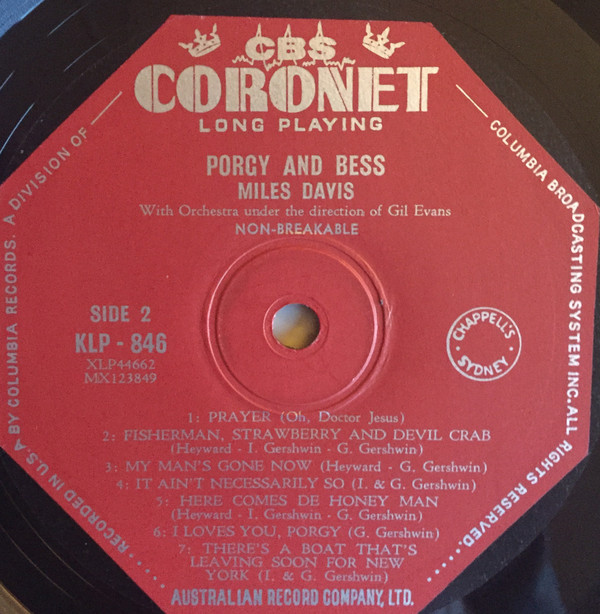 CBS
CORONET
LONG PLAYING
PORGY AND BESS
MILES DAVIS
With Orchestra under the direction of Gil Evans
NON-BREAKABLE
SIDE 2
KLP - 846
XLP44662
MX123849
CHAPPELL'S
SYDNEY
1: PRAYER (Oh, Doctor Jesus)
2: FISHERMAN, STRAWBERRY AND DEVIL CRAB
(Heyward - I. Gershwin - G. Gershwin)
3: MY MAN'S GONE NOW (Heyward - G. Gershwin)
4: IT AIN'T NECESSARILY SO (I. & G. Gershwin)
5: HERE COMES DE HONEY MAN
(Heyward - I. Gershwin - G. Gershwin)
6: I LOVES YOU, PORGY (G. Gershwin)
7: THERE'S A BOAT THAT'S
LEAVING SOON FOR NEW
YORK (I. & G. Gershwin)
AUSTRALIAN RECORD COMPANY, LTD.
RECORDED IN U.S.A BY COLUMBIA RECORDS. A DIVISION OF
COLUMBIA BROADCASTING SYSTEM INC. ALL RIGHTS RESERVED.